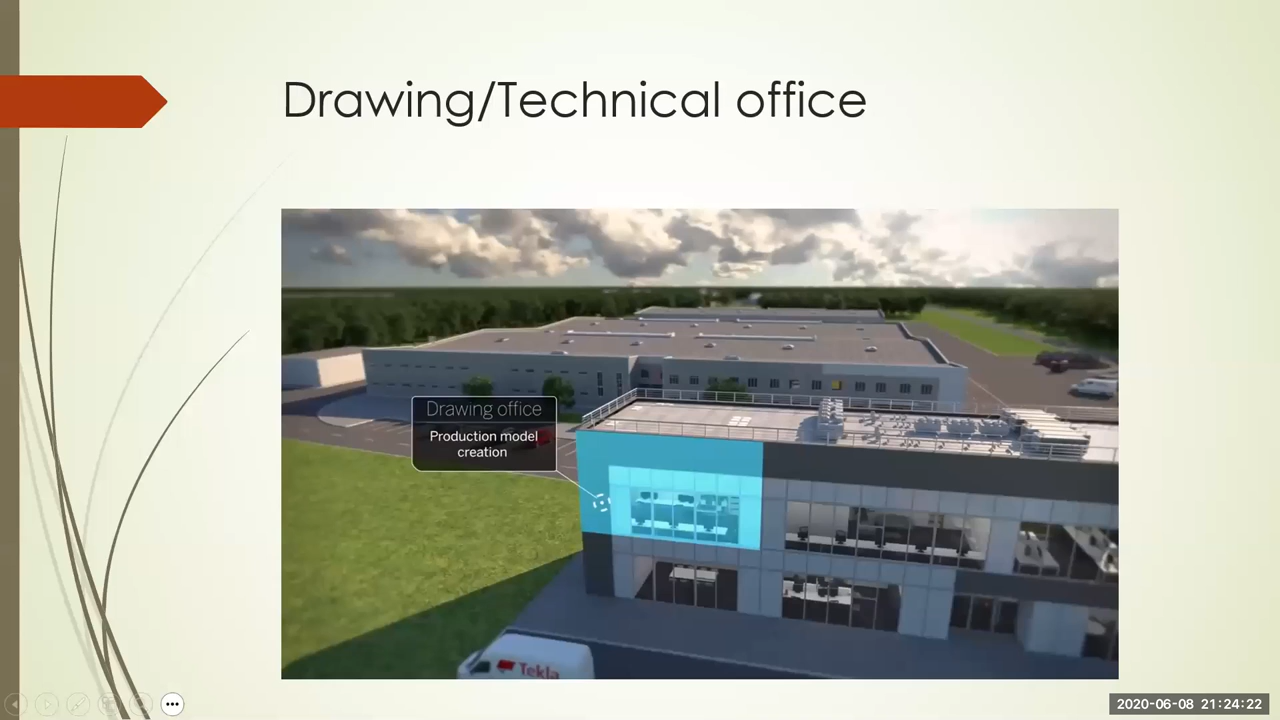 Drawing/Technical office
Drawing office
Production model
creation
Tekla
2020-06-08 21:24:22